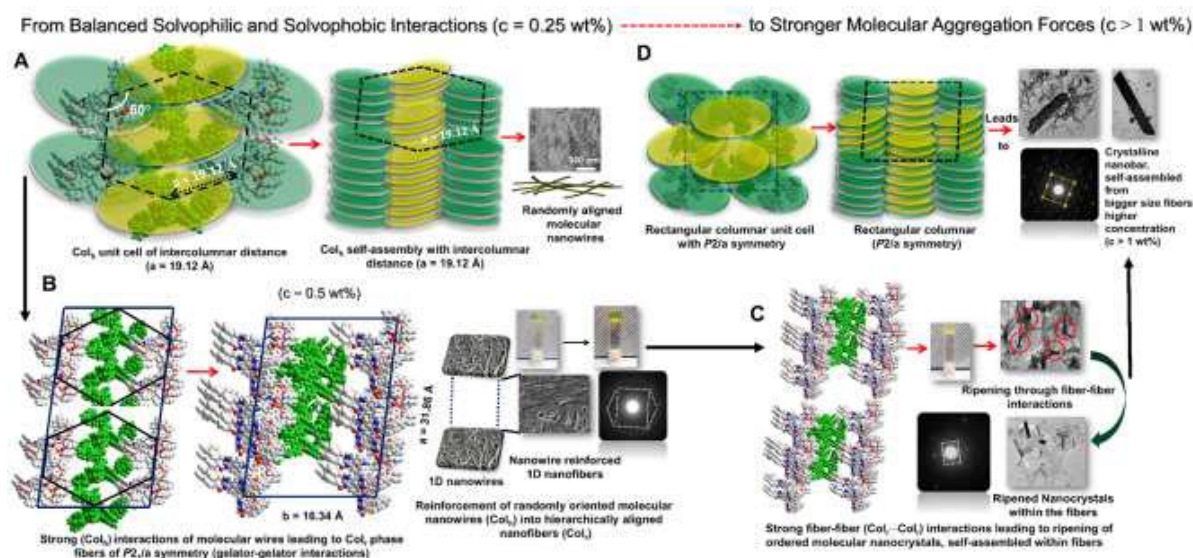 From Balanced Solvophilic and Solvophobic Interactions (c = 0.25 wt%) to Stronger Molecular Aggregation Forces (c > 1 wt%)
A
60°
a = 19.12 Å
Colh unit cell of intercolumnar distance
(a = 19.12 Å)
a = 19.12 Å
Colh self-assembly with intercolumnar
distance (a = 19.12 Å)
500 nm
Randomly aligned
molecular
nanowires
D
Rectangular columnar unit cell
with P2/a symmetry)
Rectangular columnar
(P2/a symmetry)
Leads
to
Crystalline
nanobar,
self-assembled
from
bigger size fibers
higher
concentration
(c > 1 wt%)
B
(c ~ 0.5 wt%)
b = 16.34 Å
Strong (Colh) interactions of molecular wires leading to Colr phase
fibers of P21/a symmetry (gelator-gelator interactions)
a = 31.86 Å
1D nanowires
Nanowire reinforced
1D nanofibers
Reinforcement of randomly oriented molecular
nanowires (Colh) into hierarchically aligned
nanofibers (Colr)
C
Ripening through fiber-fiber
interactions
Ripened Nanocrystals
within the fibers
Strong fiber-fiber (Colr–Colr) interactions leading to ripening of
ordered molecular nanocrystals, self-assembled within fibers